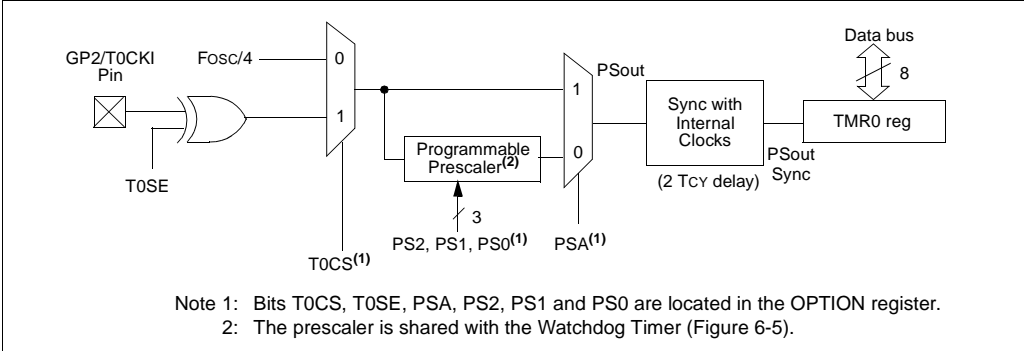 Data bus
GP2/T0CKI
Pin
FOSC/4
0
1
T0SE
T0CS(1)
Programmable
Prescaler(2)
3
PS2, PS1, PS0(1)
1
0
PSA(1)
PSout
Sync with
Internal
Clocks
(2 TCY delay)
PSout
Sync
8
TMR0 reg
Note 1: Bits T0CS, T0SE, PSA, PS2, PS1 and PS0 are located in the OPTION register.
2: The prescaler is shared with the Watchdog Timer (Figure 6-5).